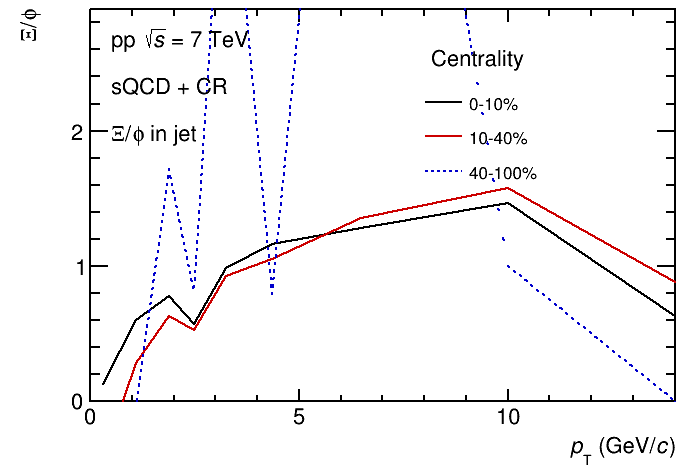 Ξ/ϕ
pp √s = 7 TeV
Centrality
sQCD + CR
0-10%
Ξ/ϕ in jet
10-40%
40-100%
2
1
0
0
5
10
p_T (GeV/c)